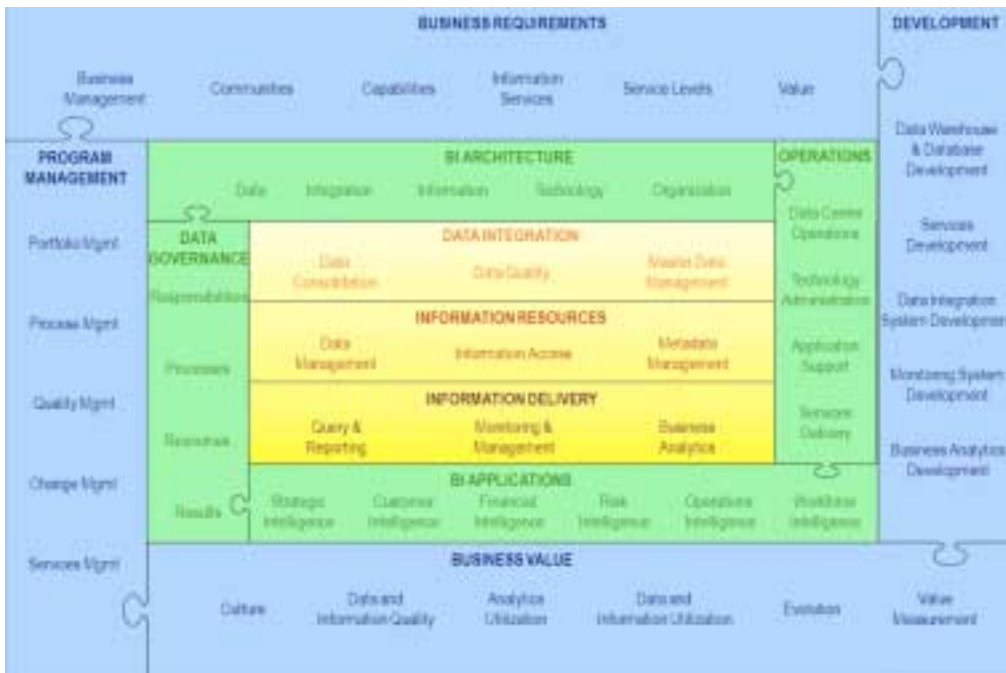 BUSINESS REQUIREMENTS
Business
Management
Communities
Capabilities
Information
Services
Service Levels
Value
DEVELOPMENT
Data Warehouse
& Database
Development
Services
Development
Data Integration
System Development
Monitoring System
Development
Business Analytics
Development
PROGRAM
MANAGEMENT
Portfolio Mgmt
Process Mgmt
Quality Mgmt
Change Mgmt
Services Mgmt
BI ARCHITECTURE
Data
Integration
Information
Technology
Organization
OPERATIONS
Data Center
Operations
Technology
Administration
Application
Support
Services
Delivery
DATA
GOVERNANCE
Responsibilities
Processes
Resources
Results
DATA INTEGRATION
Data
Consolidation
Data Quality
Master Data
Management
INFORMATION RESOURCES
Data
Management
Information Access
Metadata
Management
INFORMATION DELIVERY
Query &
Reporting
Monitoring &
Management
Business
Analytics
BI APPLICATIONS
Strategic
Intelligence
Customer
Intelligence
Financial
Intelligence
Risk
Intelligence
Operations
Intelligence
Workforce
Intelligence
BUSINESS VALUE
Culture
Data and
Information Quality
Analytics
Utilization
Data and
Information Utilization
Evolution
Value
Measurement